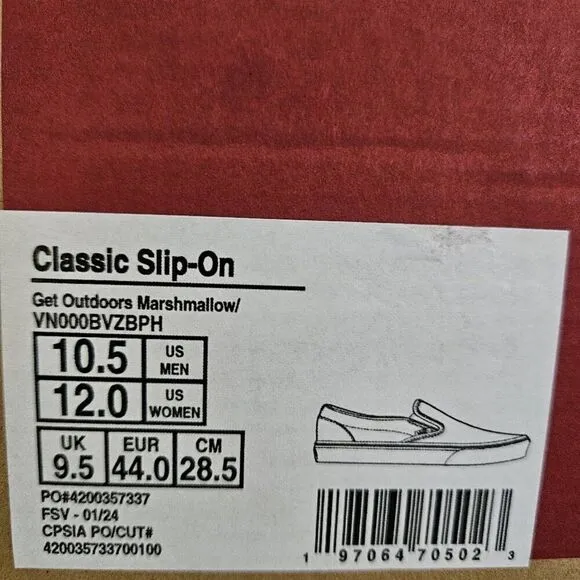 Classic Slip-On
Get Outdoors Marshmallow/
VN000BVZBPH
10.5 US MEN
12.0 US WOMEN
UK EUR CM
9.5 44.0 28.5
PO#4200357337
FSV - 01/24
CPSIA PO/CUT#
420035733700100
1 97064 70502 3